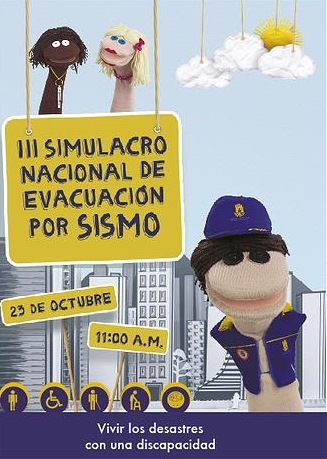 III SIMULACRO
NACIONAL DE
EVACUACIÓN
POR SISMO
23 DE OCTUBRE
11:00 A.M.
Vivir los desastres
con una discapacidad